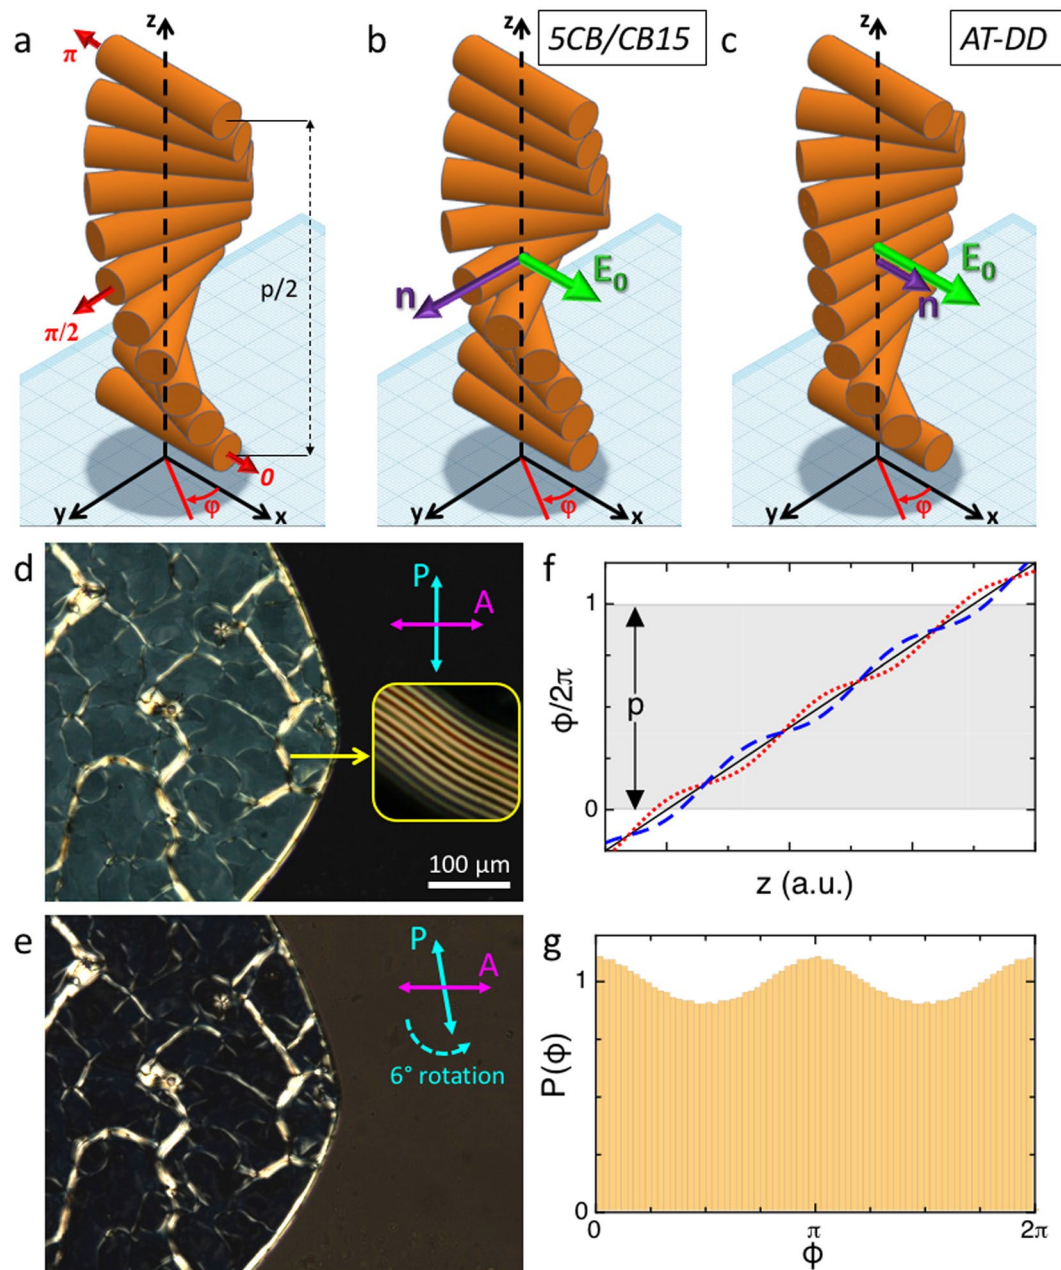 a
z
π
π/2
p/2
0
y
φ
x
b
5CB/CB15
z
n
E₀
y
φ
x
c
AT-DD
z
E₀
n
y
φ
x
d
P
A
100 μm
e
P
A
6° rotation
f
ϕ/2π
1
p
0
z (a.u.)
g
P(ϕ)
1
0
0
π
2π
ϕ